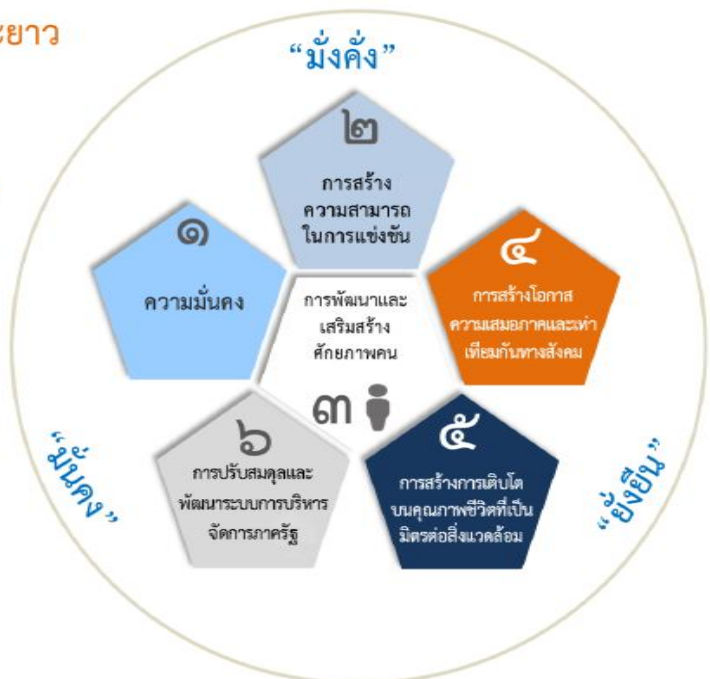 ะยาว
“มั่งคั่ง”
๒
การสร้าง
ความสามารถ
ในการแข่งขัน
๑
ความมั่นคง
การพัฒนาและ
เสริมสร้าง
ศักยภาพคน
๓
๔
การสร้างโอกาส
ความเสมอภาคและเท่า
เทียมกันทางสังคม
๖
การปรับสมดุลและ
พัฒนาระบบการบริหาร
จัดการภาครัฐ
๕
การสร้างการเติบโต
บนคุณภาพชีวิตที่เป็น
มิตรต่อสิ่งแวดล้อม
“มั่นคง”
“ยั่งยืน”